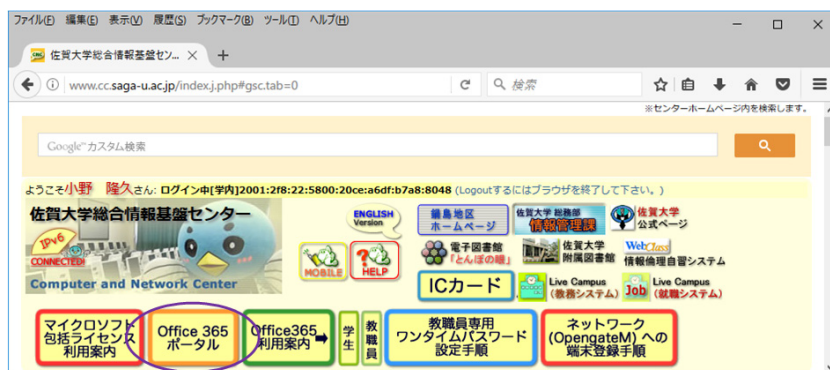 ファイル(F) 編集(E) 表示(V) 履歴(S) ブックマーク(B) ツール(T) ヘルプ(H)
佐賀大学総合情報基盤セン... × +
www.cc.saga-u.ac.jp/index.j.php#gsc.tab=0 検索
※センターホームページ内を検索します。
Google™カスタム検索
ようこそ小野 隆久さん: ログイン中[学内]2001:2f8:22:5800:20ce:a6df:b7a8:8048 (Logoutするにはブラウザを終了して下さい。)
佐賀大学総合情報基盤センター
IPv6
CONNECTED
Computer and Network Center
ENGLISH
Version
MOBILE
HELP
鍋島地区
ホームページ
佐賀大学 総務部
情報管理課
佐賀大学
公式ページ
電子図書館
「とんぼの眼」
佐賀大学
附属図書館
WebClass
情報倫理自習システム
ICカード
Live Campus
(教務システム)
Job
Live Campus
(就職システム)
マイクロソフト
包括ライセンス
利用案内
Office 365
ポータル
Office365
利用案内➡
学生
教職員
教職員専用
ワンタイムパスワード
設定手順
ネットワーク
(OpengateM) への
端末登録手順